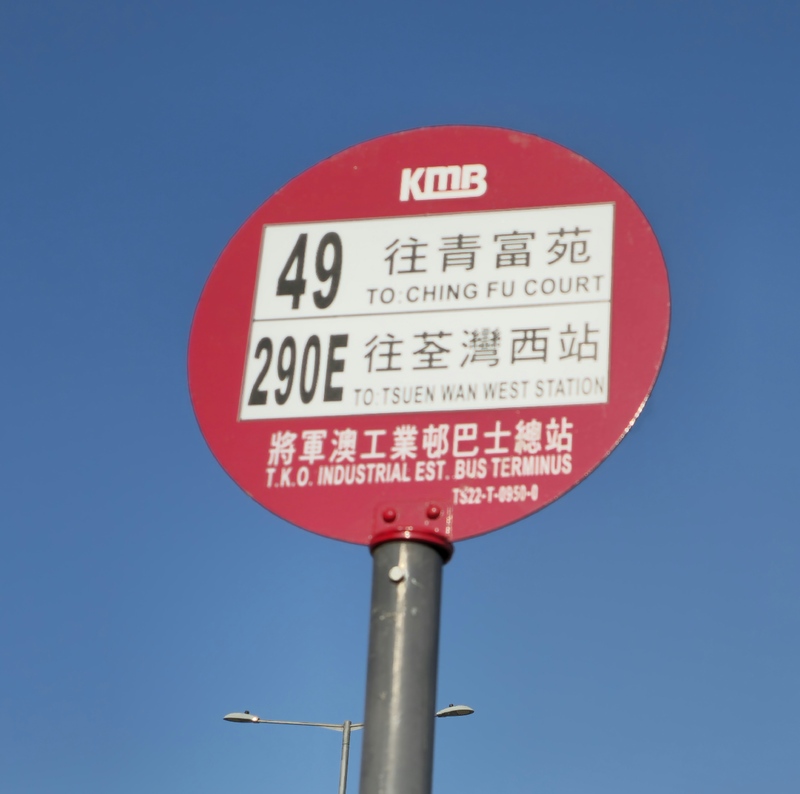 KMB
49 往青富苑
TO:CHING FU COURT
290E 往荃灣西站
TO:TSUEN WAN WEST STATION
將軍澳工業邨巴士總站
T.K.O. INDUSTRIAL EST. BUS TERMINUS
TS22-T-0950-0